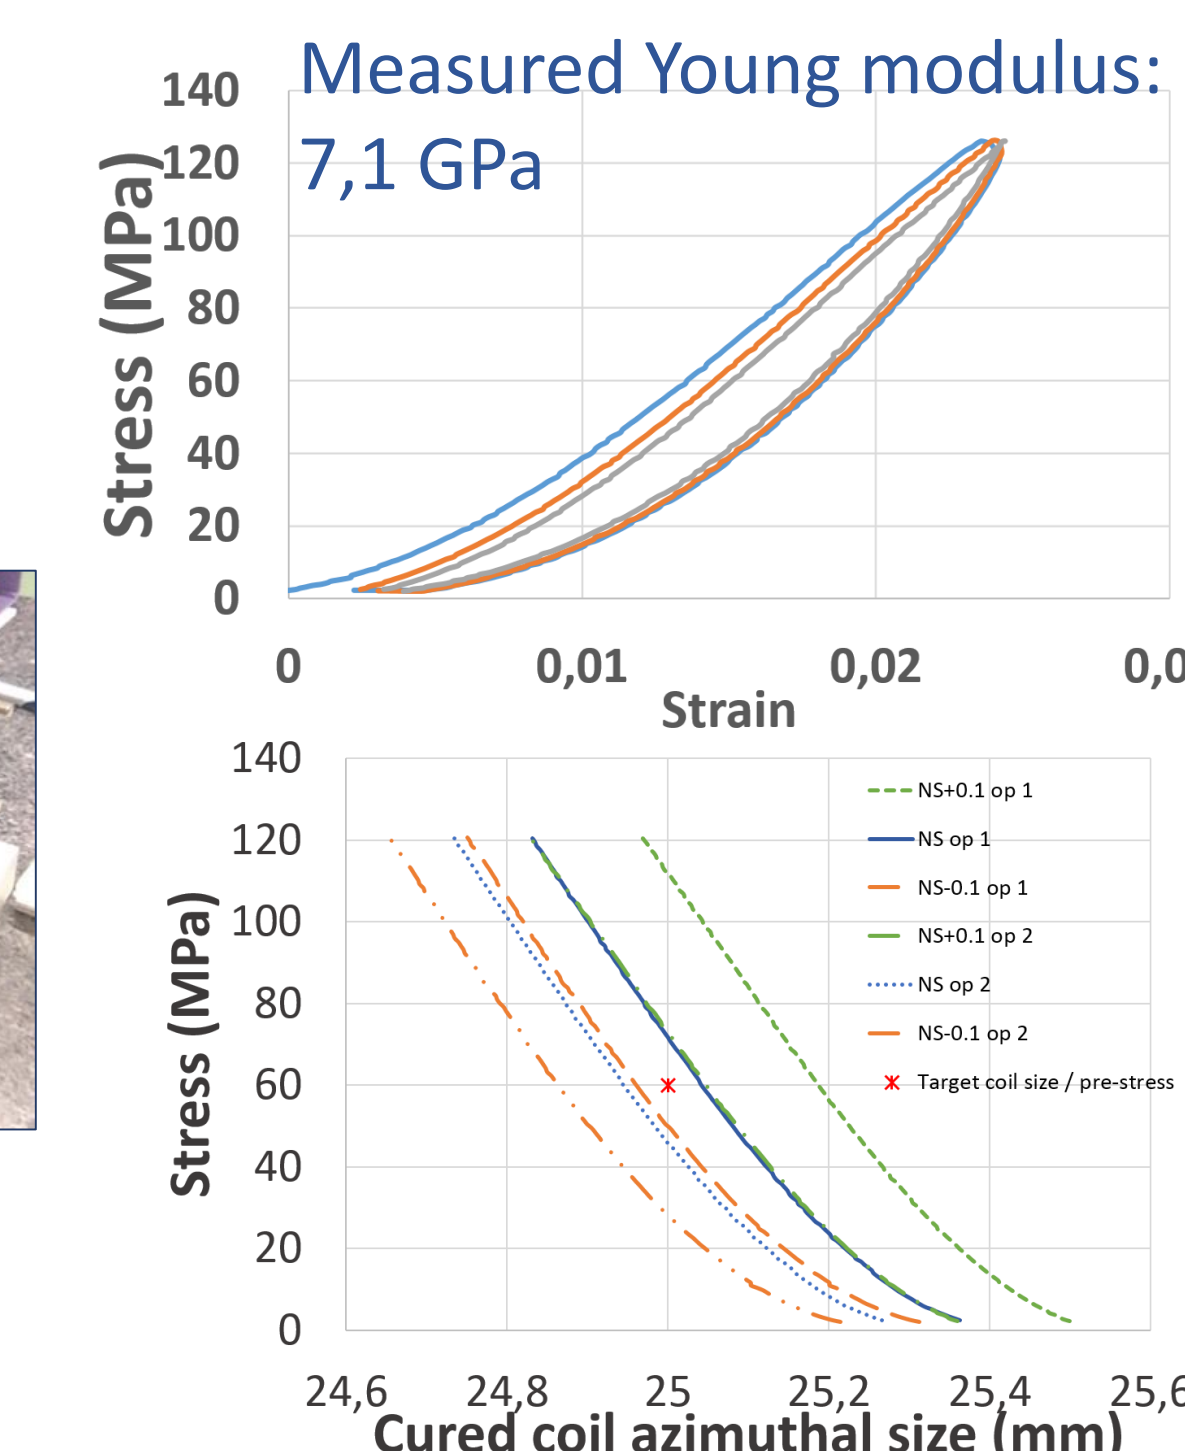 Measured Young modulus:
7,1 GPa
Stress (MPa)
140
120
100
80
60
40
20
0
0
0,01
0,02
0,0
Strain
Stress (MPa)
140
120
100
80
60
40
20
0
NS+0.1 op 1
NS op 1
NS-0.1 op 1
NS+0.1 op 2
NS op 2
NS-0.1 op 2
Target coil size / pre-stress
24,6
24,8
25
25,2
25,4
25,6
Cured coil azimuthal size (mm)